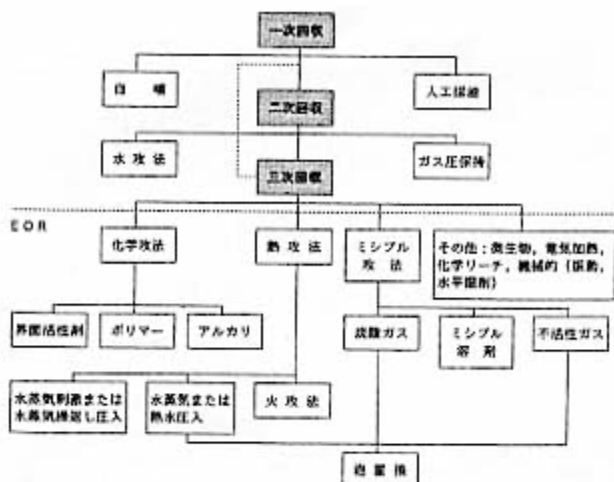 一次回収
自噴
人工採油
二次回収
水攻法
ガス圧保持
三次回収
EOR
化学攻法
熱攻法
ミシブル
攻法
その他：微生物，電気加熱，
化学リーチ，機械的（振動，
水平掘削）
界面活性剤
ポリマー
アルカリ
炭酸ガス
ミシブル
溶剤
不活性ガス
水蒸気刺激または
水蒸気繰返し圧入
水蒸気または
熱水圧入
火攻法
泡置換